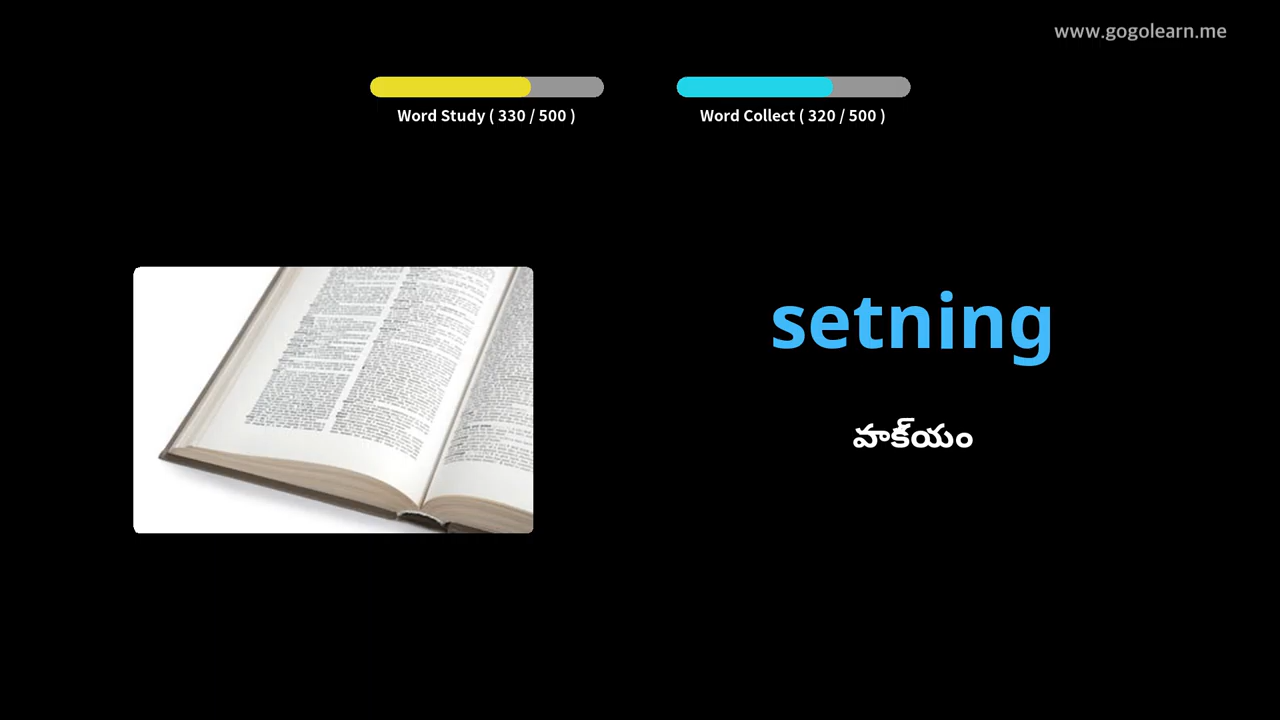 www.gogolearn.me
Word Study ( 330 / 500 )
Word Collect ( 320 / 500 )
setning
వాక్యం